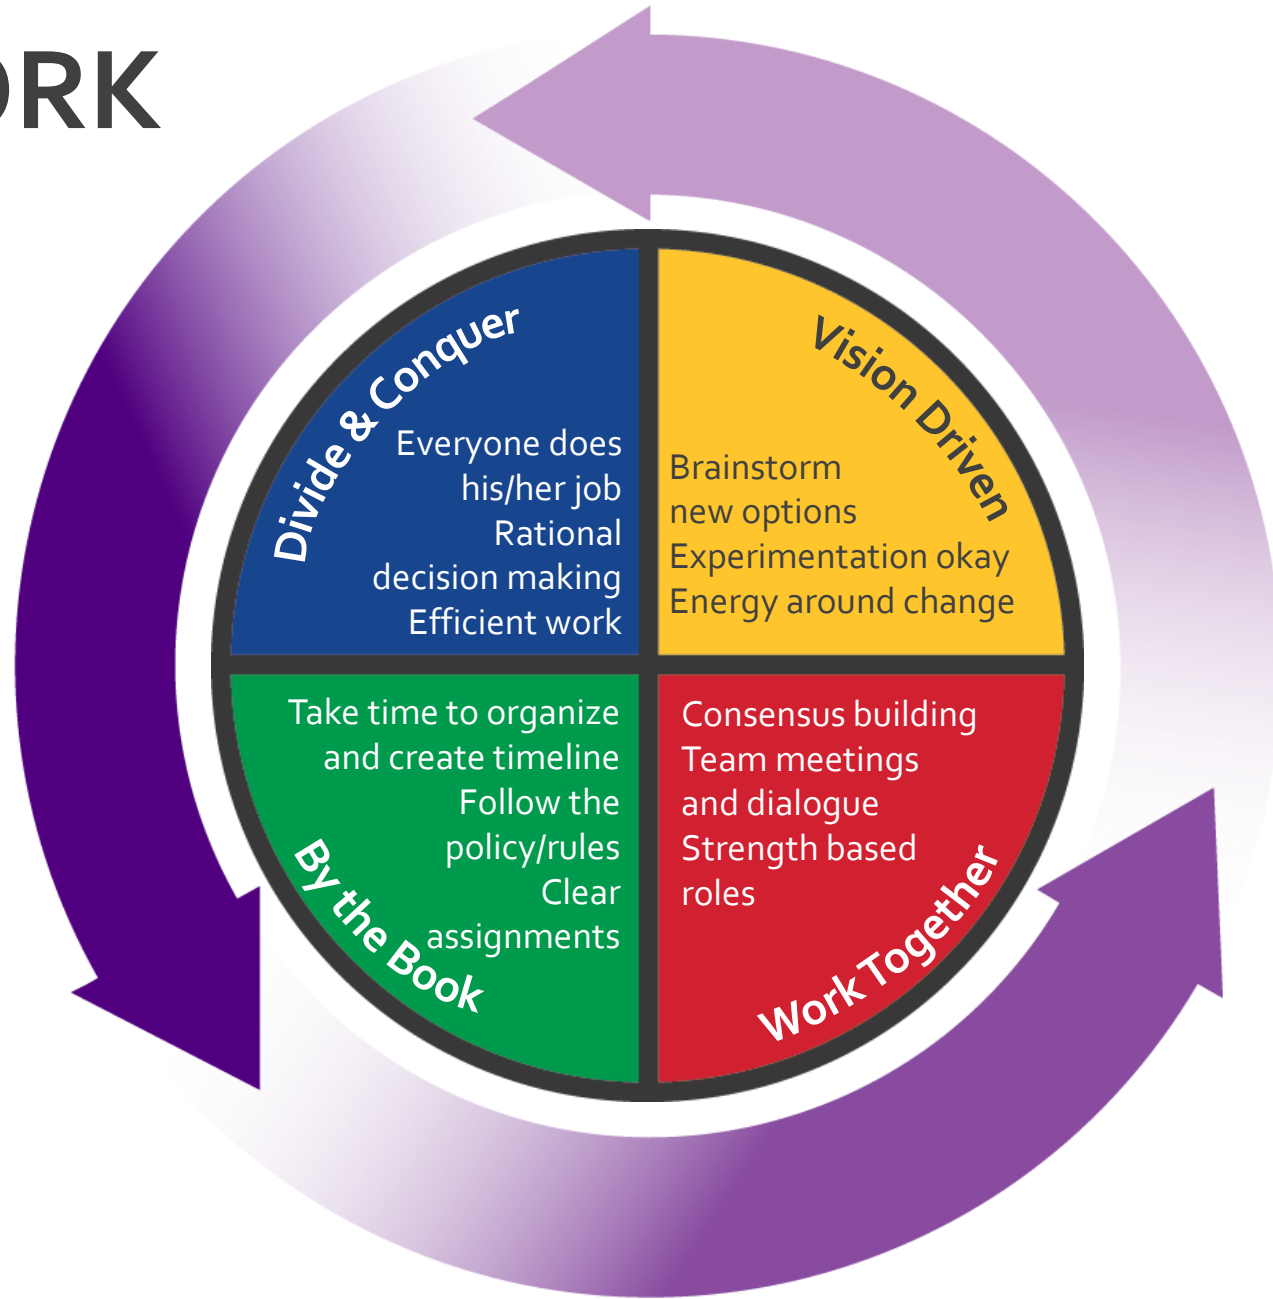 ORK
Divide & Conquer
Everyone does
his/her job
Rational
decision making
Efficient work
Vision Driven
Brainstorm
new options
Experimentation okay
Energy around change
Take time to organize
and create timeline
Follow the
policy/rules
Clear
assignments
By the Book
Consensus building
Team meetings
and dialogue
Strength based
roles
Work Together